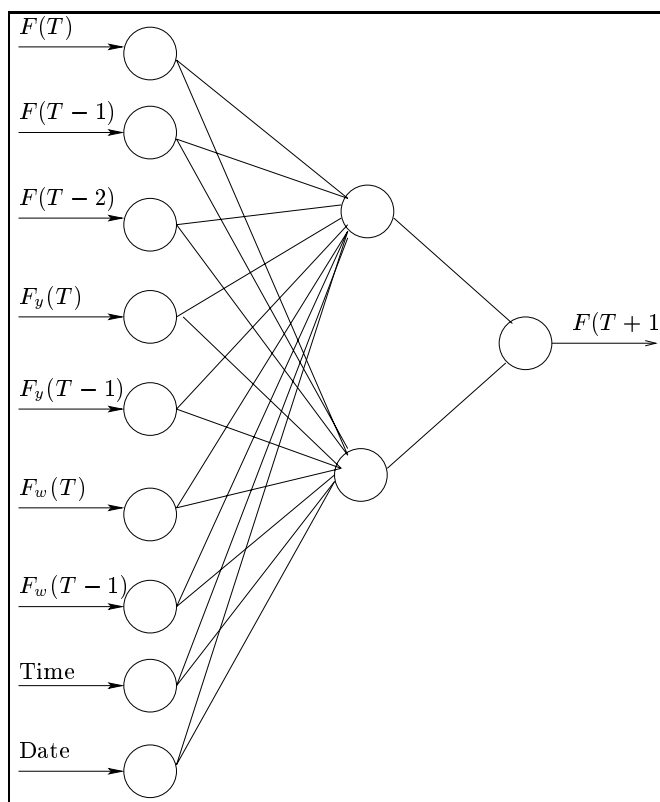 F(T)
F(T − 1)
F(T − 2)
F_y(T)
F_y(T − 1)
F_w(T)
F_w(T − 1)
Time
Date
F(T + 1